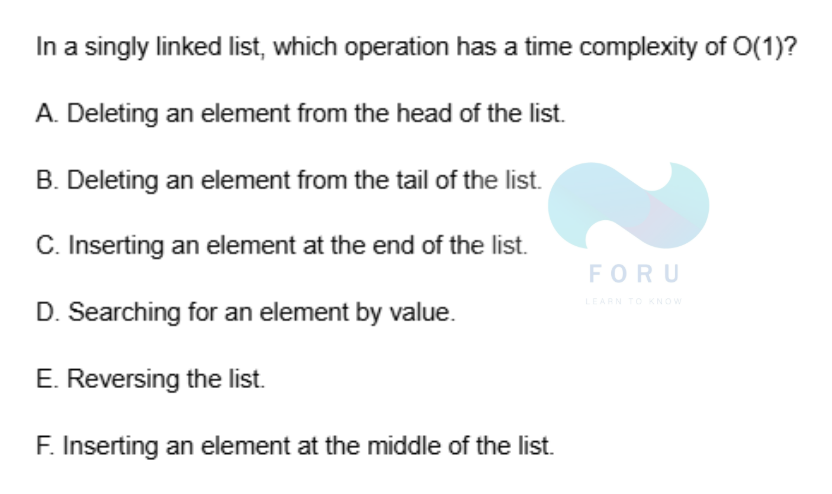 In a singly linked list, which operation has a time complexity of O(1)?
A. Deleting an element from the head of the list.
B. Deleting an element from the tail of the list.
C. Inserting an element at the end of the list.
FORU
LEARN TO KNOW
D. Searching for an element by value.
E. Reversing the list.
F. Inserting an element at the middle of the list.